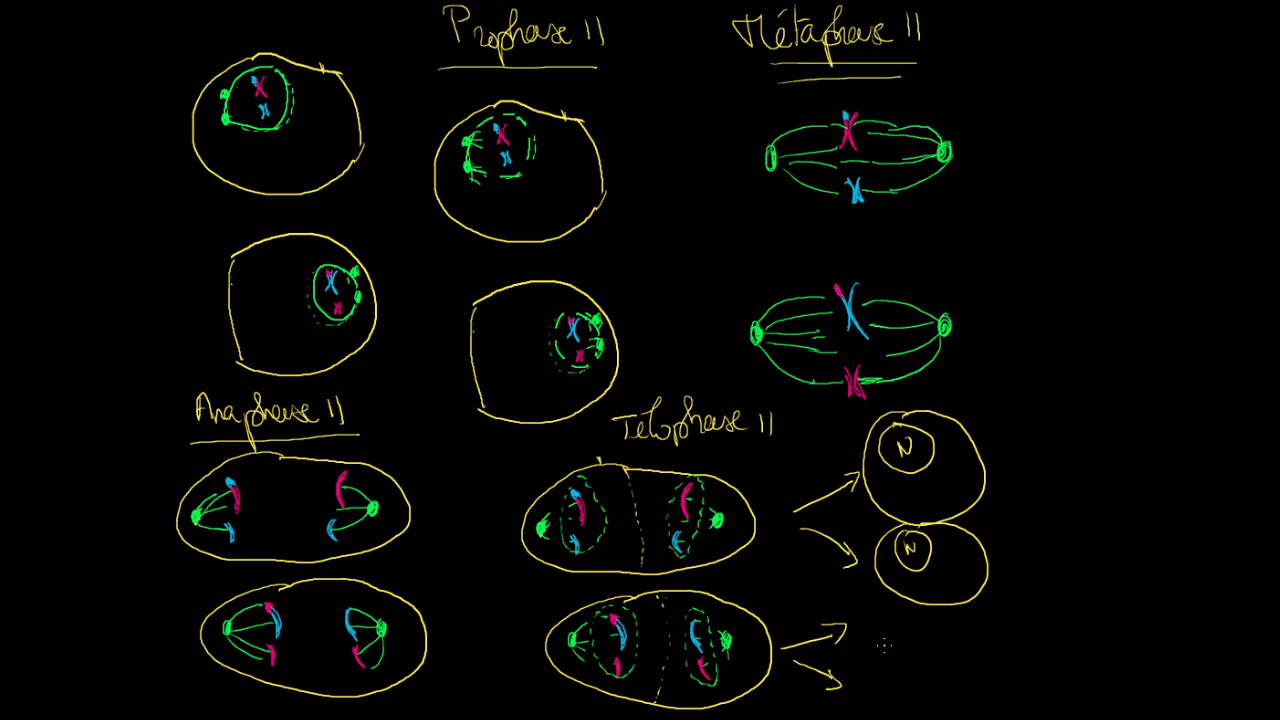 Prophase II
Métaphase II
Anaphase II
Télophase II
N
N